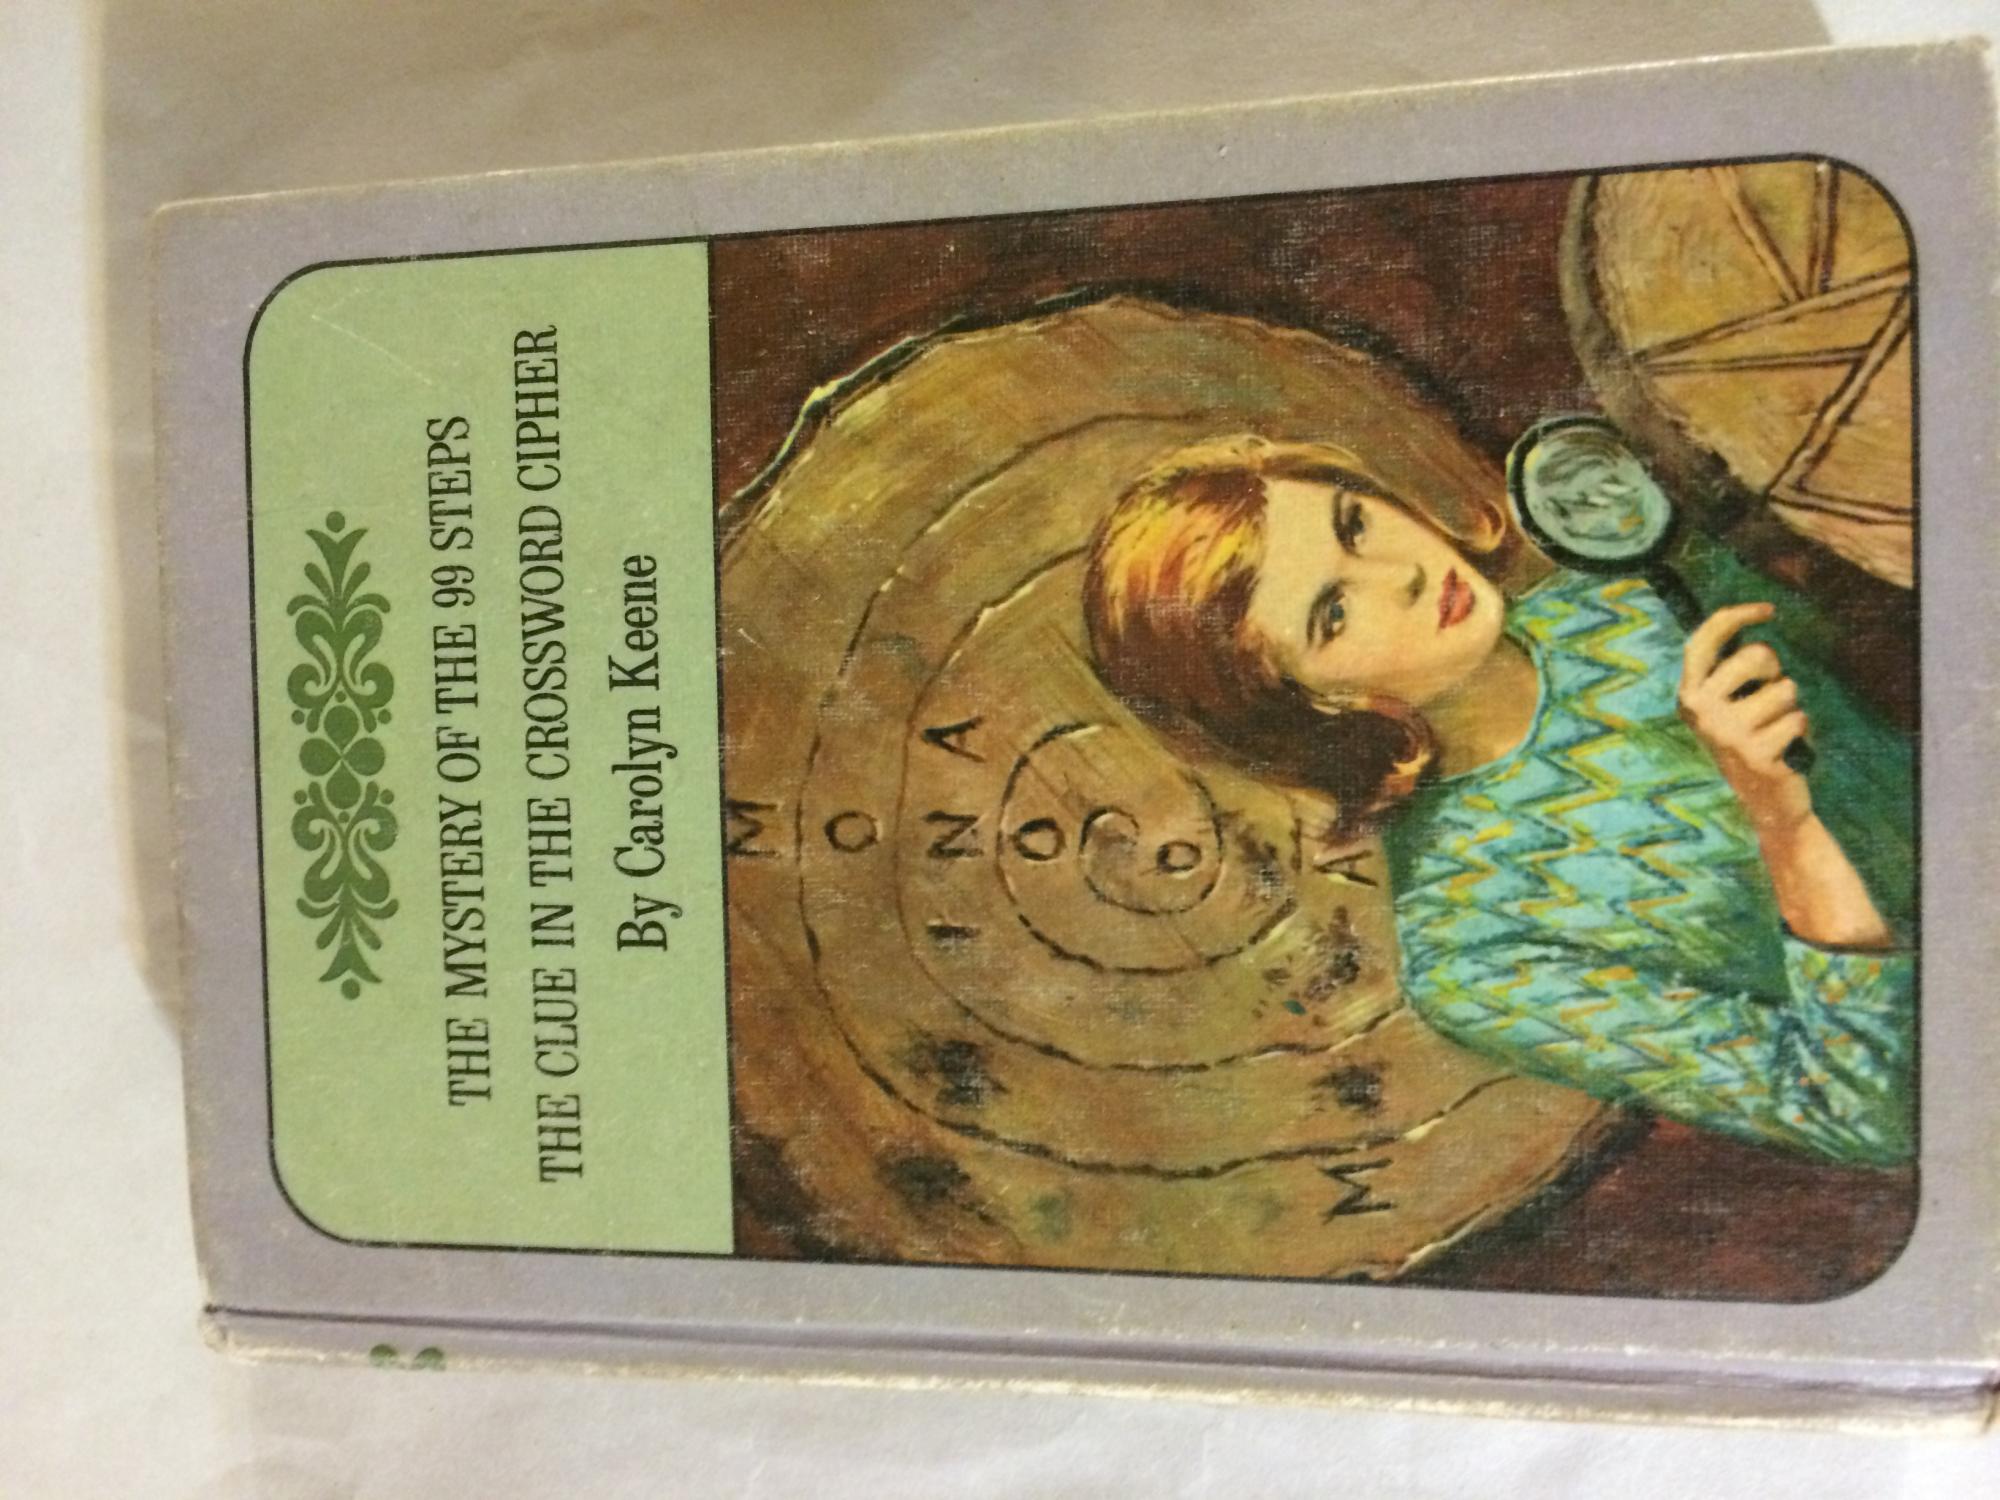 THE MYSTERY OF THE 99 STEPS
THE CLUE IN THE CROSSWORD CIPHER
By Carolyn Keene
M
O
I N A
O
O
A
M